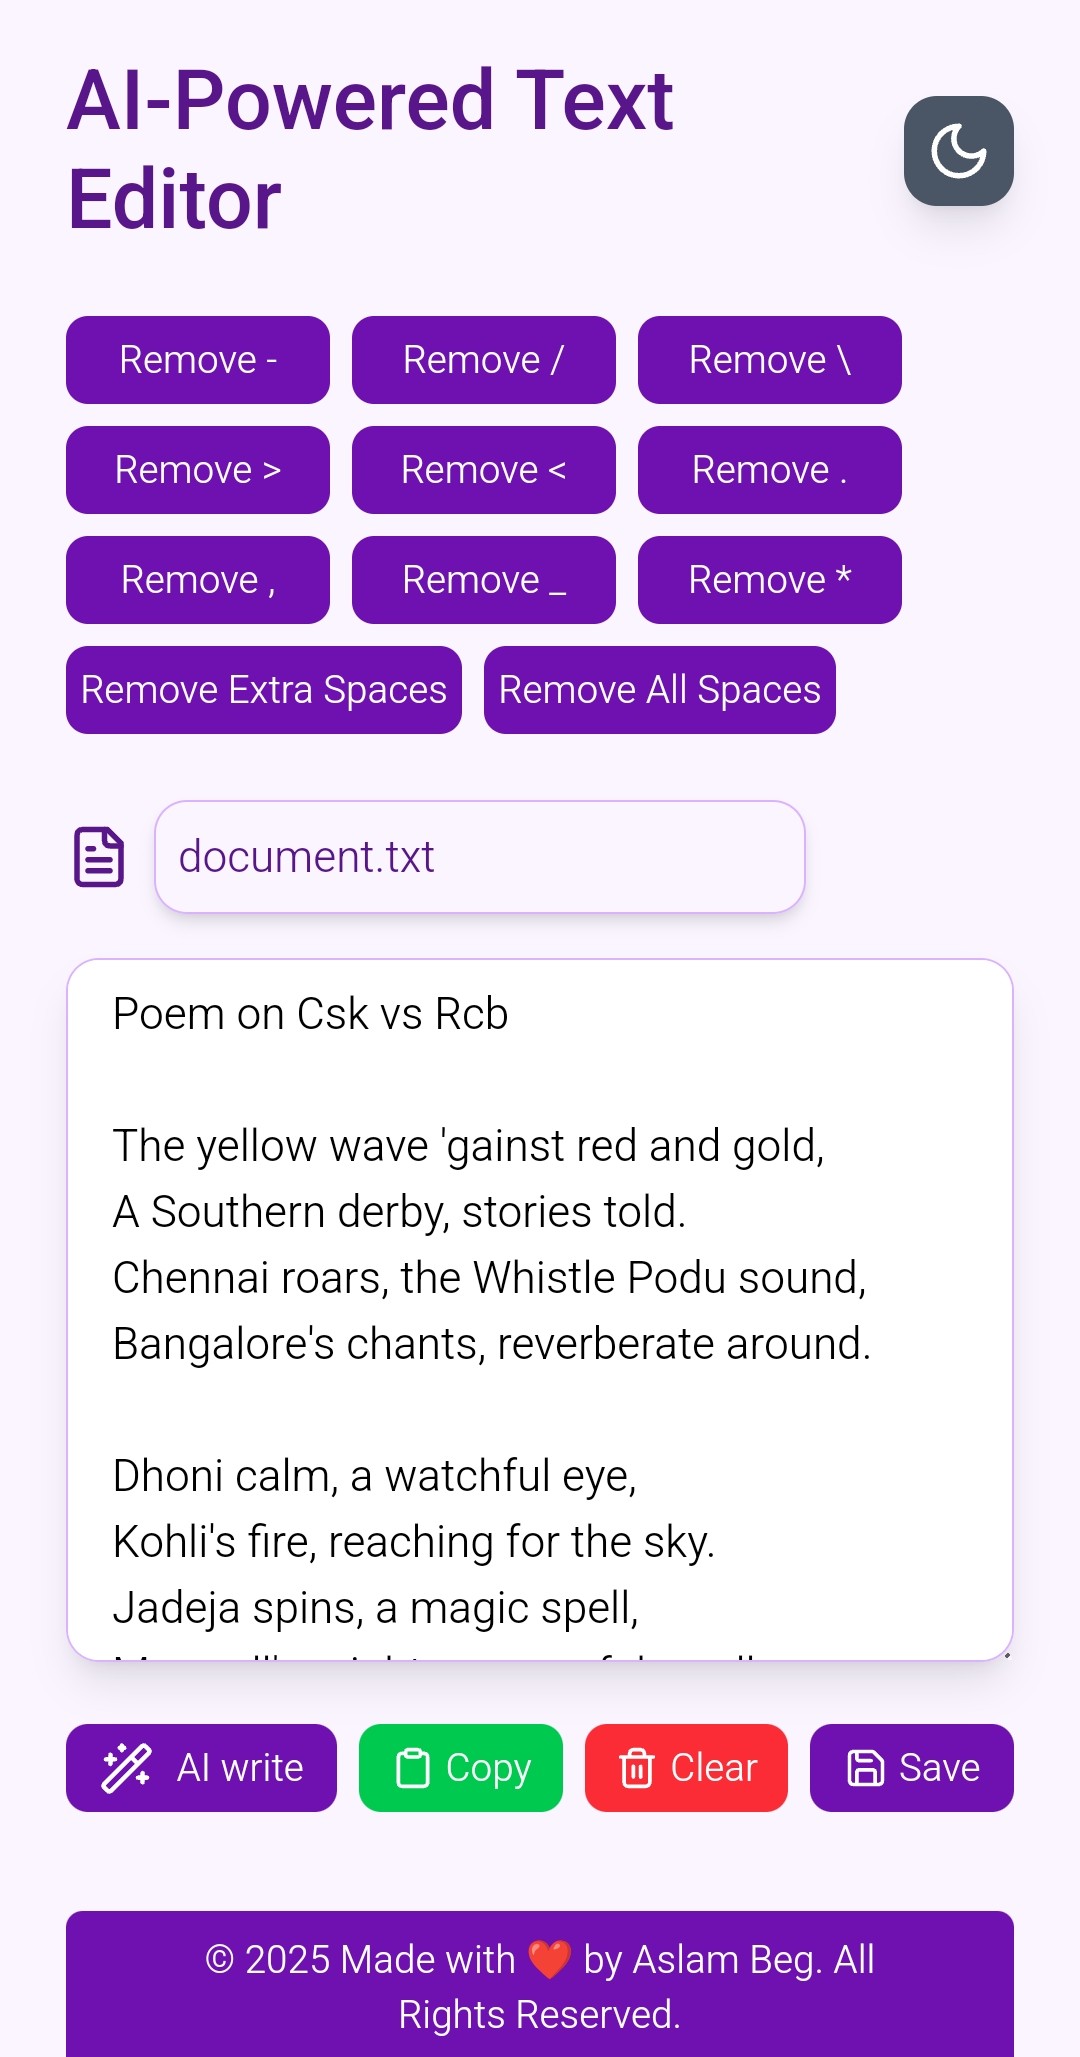 AI-Powered Text
Editor
Remove -
Remove /
Remove \
Remove >
Remove <
Remove .
Remove ,
Remove _
Remove *
Remove Extra Spaces
Remove All Spaces
document.txt
Poem on Csk vs Rcb
The yellow wave 'gainst red and gold,
A Southern derby, stories told.
Chennai roars, the Whistle Podu sound,
Bangalore's chants, reverberate around.
Dhoni calm, a watchful eye,
Kohli's fire, reaching for the sky.
Jadeja spins, a magic spell,
AI write
Copy
Clear
Save
© 2025 Made with ❤️ by Aslam Beg. All
Rights Reserved.